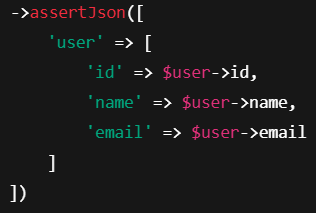 ->assertJson([
    'user' => [
        'id' => $user->id,
        'name' => $user->name,
        'email' => $user->email
    ]
])